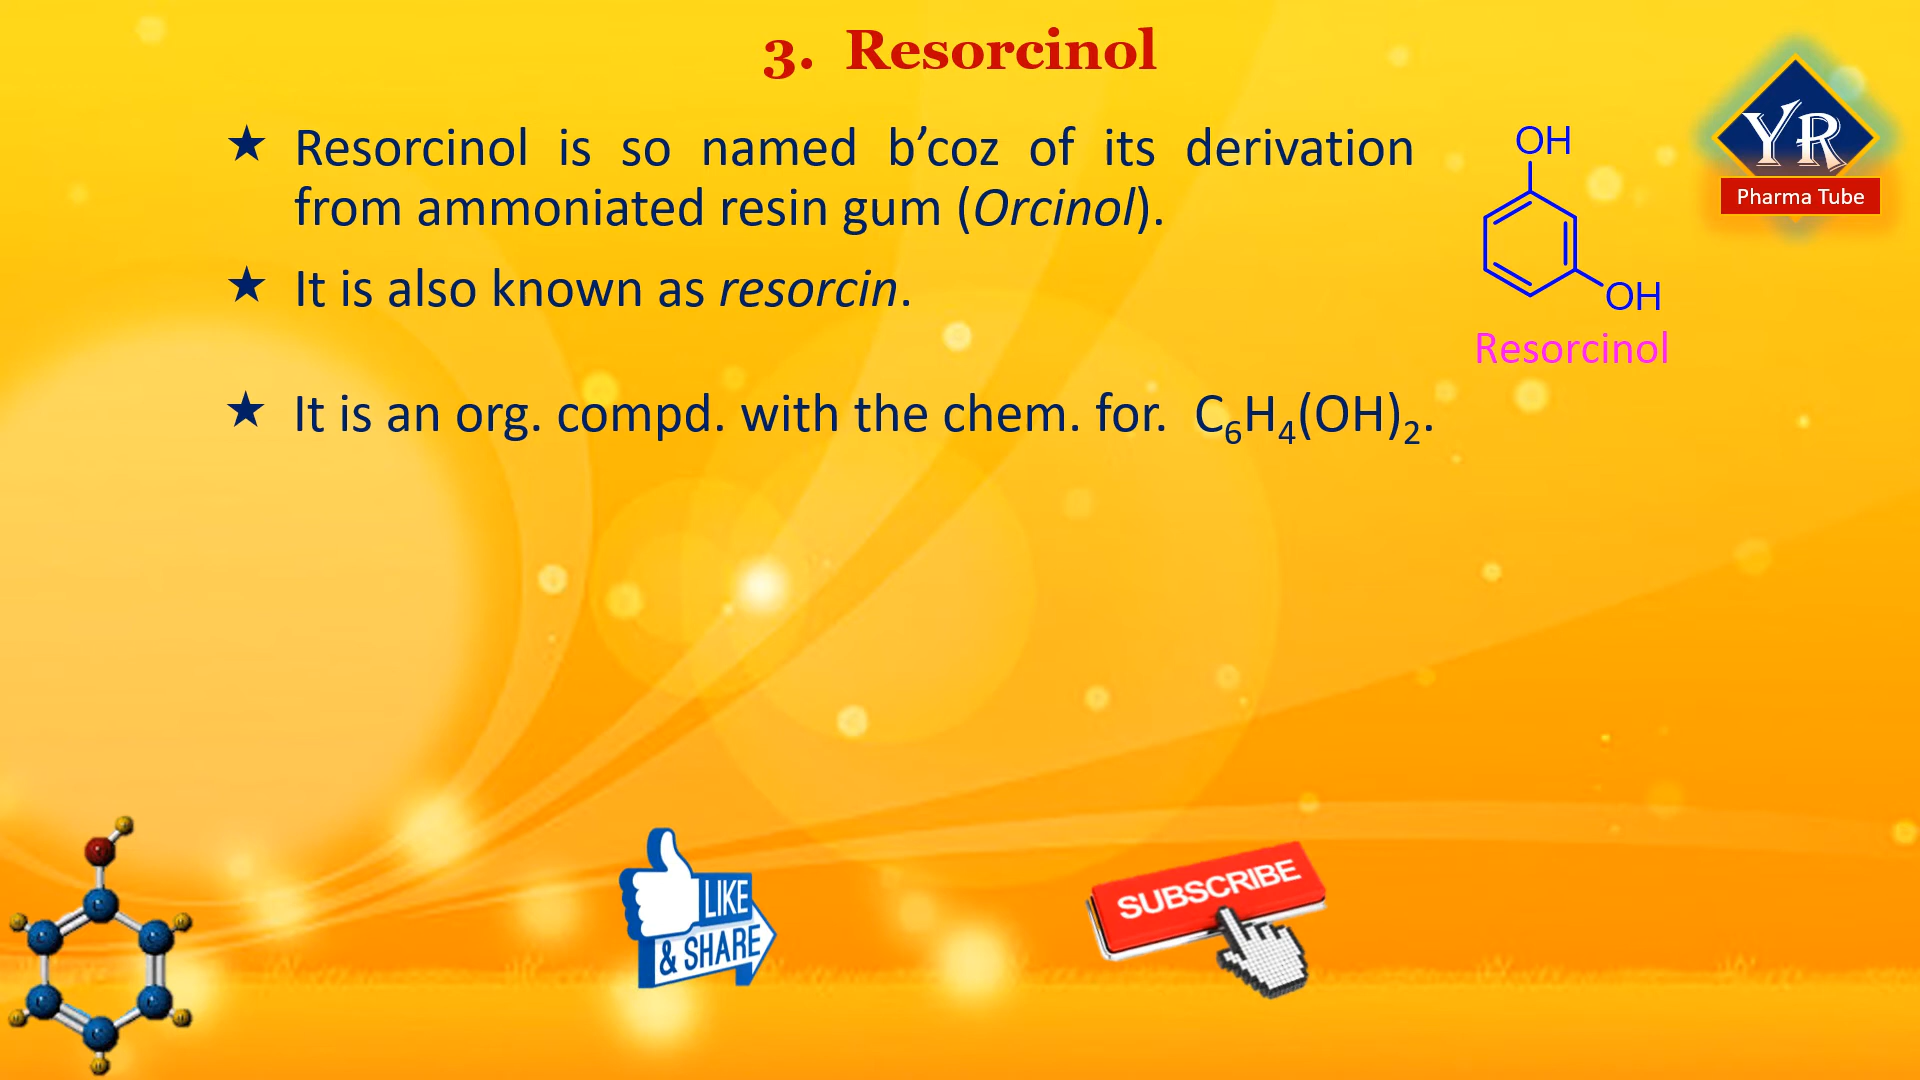 3. Resorcinol
★ Resorcinol is so named b’coz of its derivation
from ammoniated resin gum (Orcinol).
★ It is also known as resorcin.
★ It is an org. compd. with the chem. for. C₆H₄(OH)₂.
OH
OH
Resorcinol
YR
Pharma Tube
LIKE
& SHARE
SUBSCRIBE